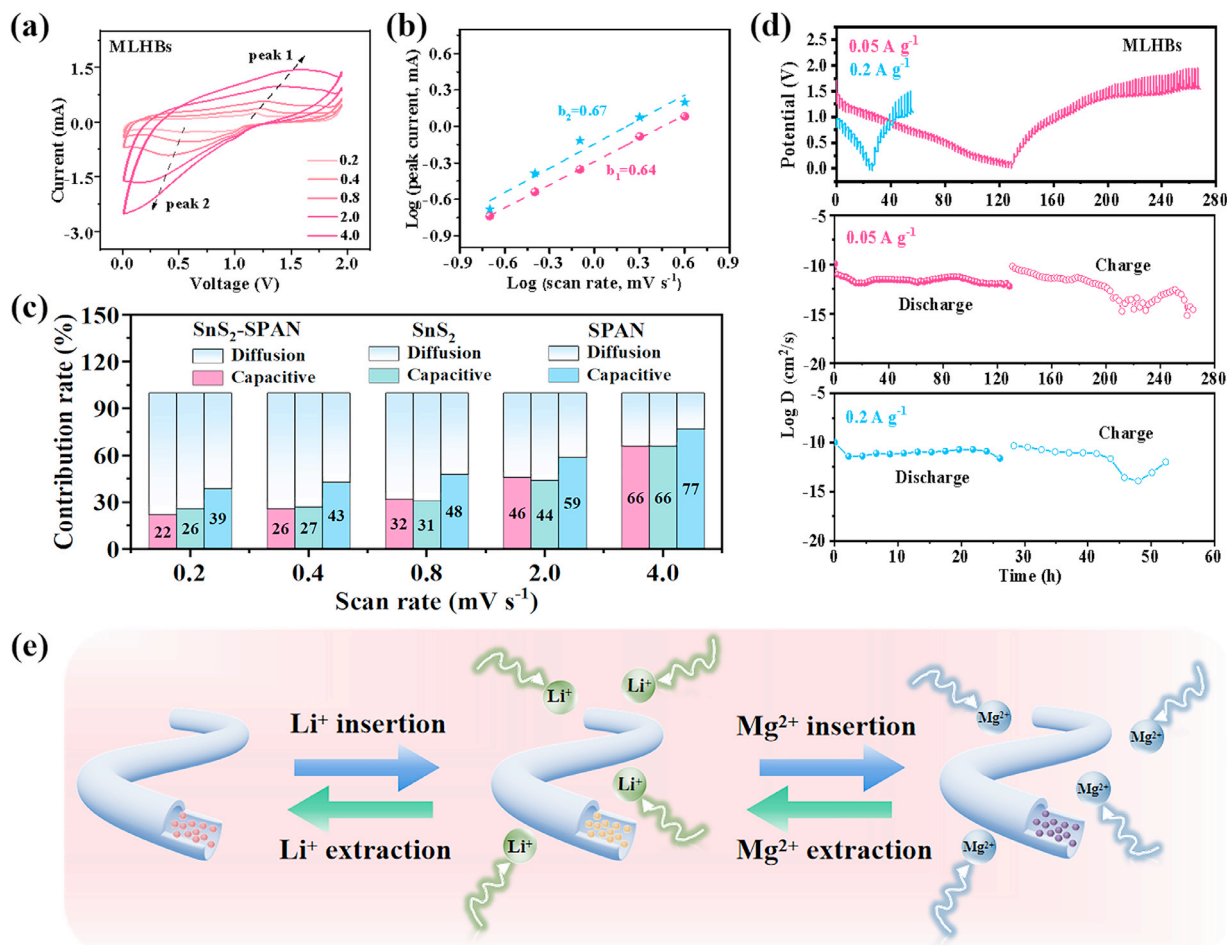 (a)
MLHBs
peak 1
peak 2
1.5
0.0
-1.5
-3.0
Current (mA)
0.2
0.4
0.8
2.0
4.0
0.0 0.5 1.0 1.5 2.0
Voltage (V)
(b)
0.6
0.3
0.0
-0.3
-0.6
-0.9
Log (peak current, mA)
b₂=0.67
b₁=0.64
-0.9 -0.6 -0.3 0.0 0.3 0.6 0.9
Log (scan rate, mV s⁻¹)
(c)
150
120
90
60
30
0
Contribution rate (%)
SnS₂-SPAN SnS₂ SPAN
Diffusion Diffusion Diffusion
Capacitive Capacitive Capacitive
22 26 39 26 27 43 32 31 48 46 44 59 66 66 77
0.2 0.4 0.8 2.0 4.0
Scan rate (mV s⁻¹)
(d)
0.05 A g⁻¹
0.2 A g⁻¹
MLHBs
2.5
2.0
1.5
1.0
0.5
0.0
Potential (V)
0 40 80 120 160 200 240 280
0.05 A g⁻¹
-5
-10
-15
-20
Discharge
Charge
0 40 80 120 160 200 240 280
Log D (cm²/s)
0.2 A g⁻¹
-5
-10
-15
-20
Discharge
Charge
0 10 20 30 40 50 60 70
Time (h)
(e)
Li⁺ insertion
Li⁺ extraction
Li⁺
Li⁺
Li⁺
Li⁺
Mg²⁺ insertion
Mg²⁺ extraction
Mg²⁺
Mg²⁺
Mg²⁺
Mg²⁺